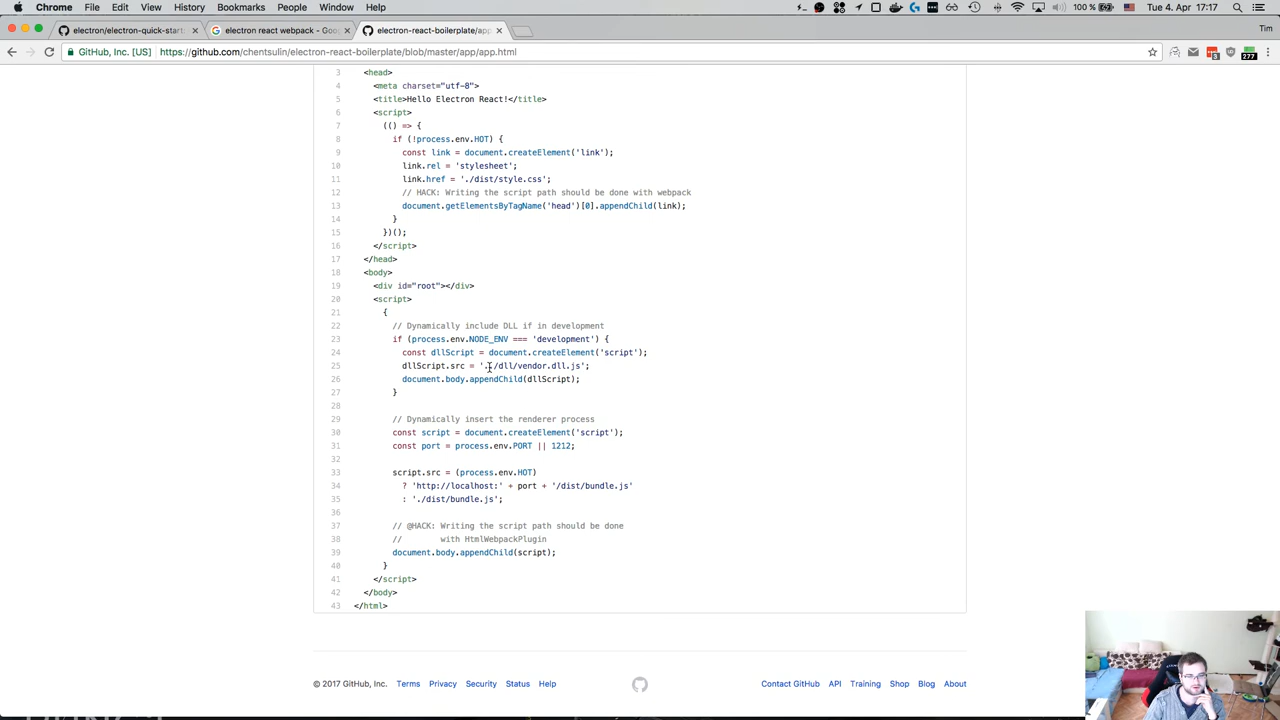 Chrome File Edit View History Bookmarks People Window Help 100 % Tue 4. Apr 17:17
electron/electron-quick-start electron react webpack - Goo electron-react-boilerplate/app Tim
GitHub, Inc. [US] https://github.com/chentsulin/electron-react-boilerplate/blob/master/app/app.html 3 277
3 <head>
4 <meta charset="utf-8">
5 <title>Hello Electron React!</title>
6 <script>
7 (() => {
8 if (!process.env.HOT) {
9 const link = document.createElement('link');
10 link.rel = 'stylesheet';
11 link.href = './dist/style.css';
12 // HACK: Writing the script path should be done with webpack
13 document.getElementsByTagName('head')[0].appendChild(link);
14 }
15 })();
16 </script>
17 </head>
18 <body>
19 <div id="root"></div>
20 <script>
21 {
22 // Dynamically include DLL if in development
23 if (process.env.NODE_ENV === 'development') {
24 const dllScript = document.createElement('script');
25 dllScript.src = '../dll/vendor.dll.js';
26 document.body.appendChild(dllScript);
27 }
28
29 // Dynamically insert the renderer process
30 const script = document.createElement('script');
31 const port = process.env.PORT || 1212;
32
33 script.src = (process.env.HOT)
34 ? 'http://localhost:' + port + '/dist/bundle.js'
35 : './dist/bundle.js';
36
37 // @HACK: Writing the script path should be done
38 // with HtmlWebpackPlugin
39 document.body.appendChild(script);
40 }
41 </script>
42 </body>
43 </html>
© 2017 GitHub, Inc. Terms Privacy Security Status Help Contact GitHub API Training Shop Blog About